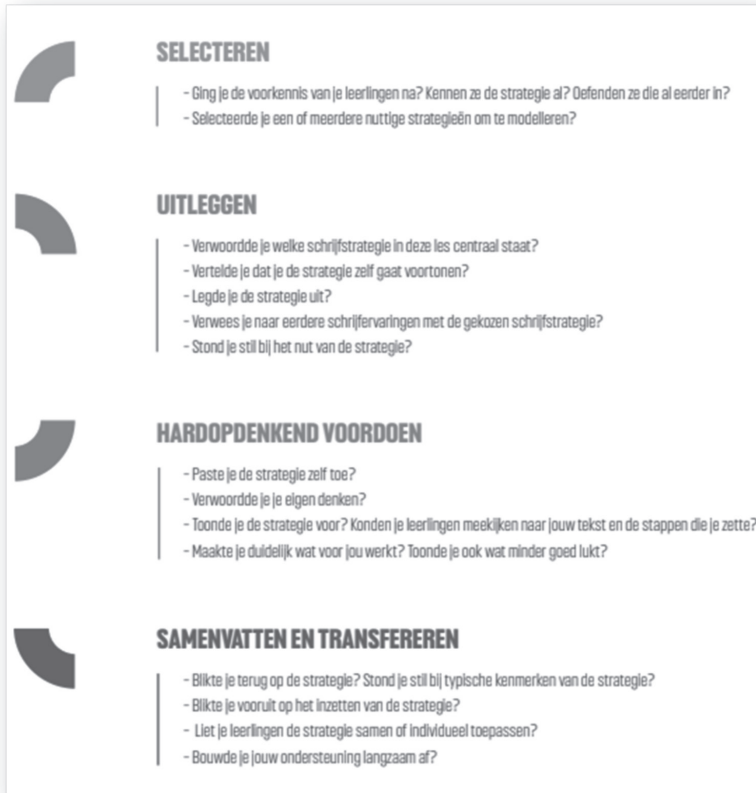 SELECTEREN
- Ging je de voorkennis van je leerlingen na? Kennen ze de strategie al? Oefenden ze die al eerder in?
- Selecteerde je een of meerdere nuttige strategieën om te modelleren?
UITLEGGEN
- Verwoordde je welke schrijfstrategie in deze les centraal staat?
- Vertelde je dat je de strategie zelf gaat voortonen?
- Legde je de strategie uit?
- Verwees je naar eerdere schrijfervaringen met de gekozen schrijfstrategie?
- Stond je stil bij het nut van de strategie?
HARDOPDENKEND VOORDOEN
- Paste je de strategie zelf toe?
- Verwoordde je je eigen denken?
- Toonde je de strategie voor? Konden je leerlingen meekijken naar jouw tekst en de stappen die je zette?
- Maakte je duidelijk wat voor jou werkt? Toonde je ook wat minder goed lukt?
SAMENVATTEN EN TRANSFEREREN
- Blikte je terug op de strategie? Stond je stil bij typische kenmerken van de strategie?
- Blikte je vooruit op het inzetten van de strategie?
- Liet je leerlingen de strategie samen of individueel toepassen?
- Bouwde je jouw ondersteuning langzaam af?